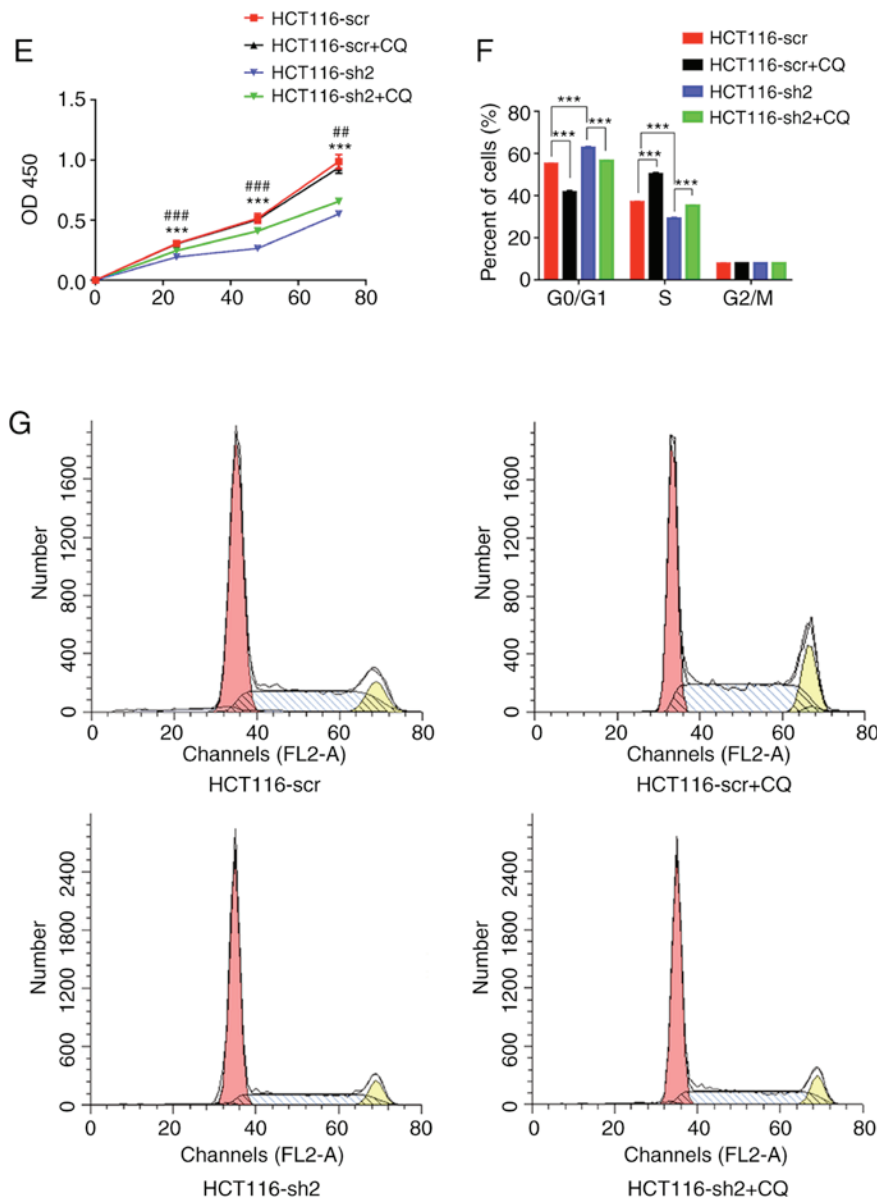 E
HCT116-scr
HCT116-scr+CQ
HCT116-sh2
HCT116-sh2+CQ
OD 450
1.5
1.0
0.5
0.0
##
***
###
***
###
***
0 20 40 60 80
F
HCT116-scr
HCT116-scr+CQ
HCT116-sh2
HCT116-sh2+CQ
Percent of cells (%)
80
60
40
20
0
***
*** ***
***
***
***
G0/G1 S G2/M
G
Number
1600
1200
800
400
0
0 20 40 60 80
Channels (FL2-A)
HCT116-scr
Number
1600
1200
800
400
0
0 20 40 60 80
Channels (FL2-A)
HCT116-scr+CQ
Number
2400
1800
1200
600
0
0 20 40 60 80
Channels (FL2-A)
HCT116-sh2
Number
2400
1800
1200
600
0
0 20 40 60 80
Channels (FL2-A)
HCT116-sh2+CQ